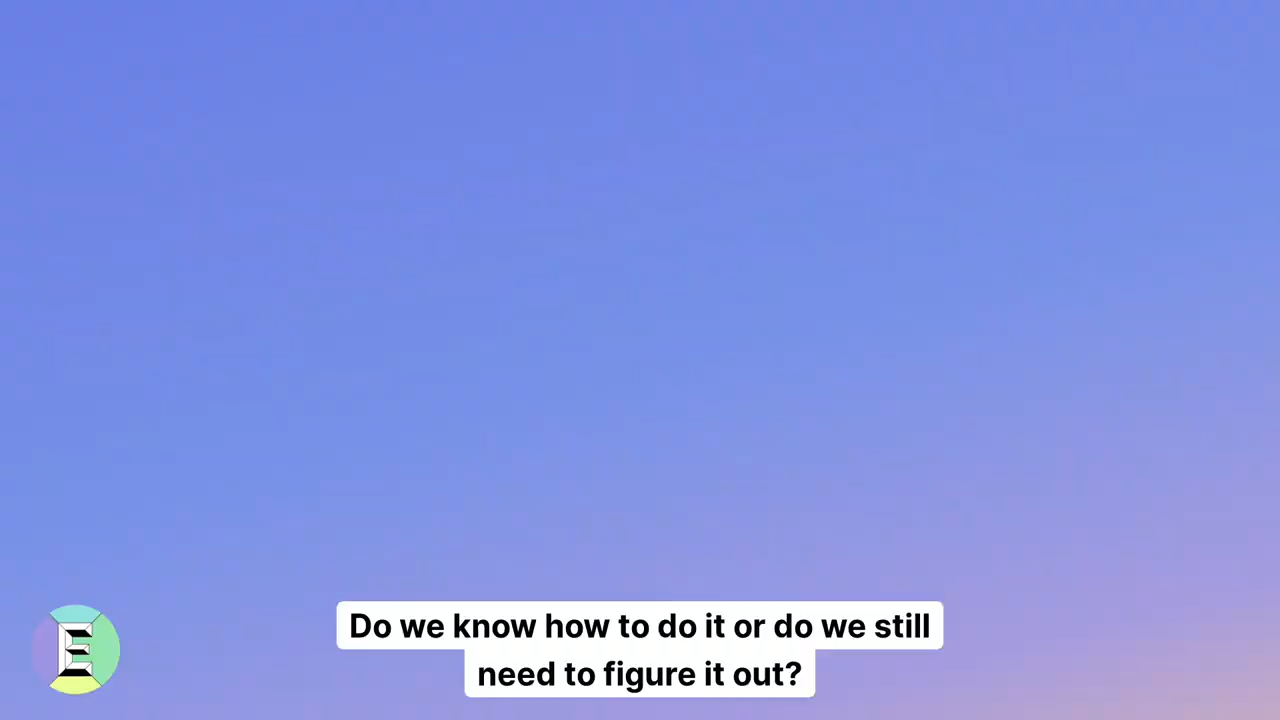 Do we know how to do it or do we still
need to figure it out?
E